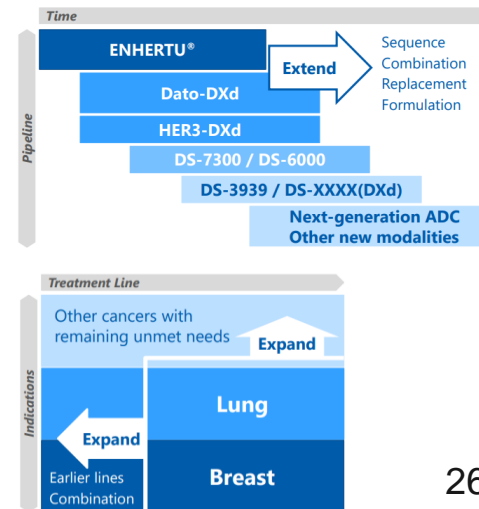 Time
Pipeline
ENHERTU®
Extend
Sequence
Combination
Replacement
Formulation
Dato-DXd
HER3-DXd
DS-7300 / DS-6000
DS-3939 / DS-XXXX(DXd)
Next-generation ADC
Other new modalities
Treatment Line
Indications
Other cancers with
remaining unmet needs
Expand
Lung
Expand
Earlier lines
Combination
Breast
26